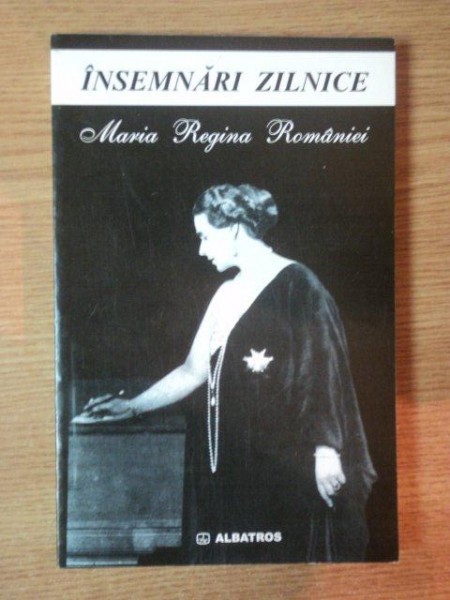 ÎNSEMNĂRI ZILNICE
Maria Regina României
ALBATROS